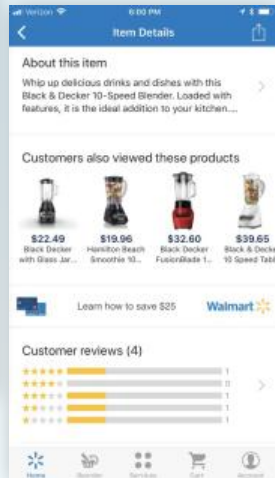 Verizon 6:00 PM
Item Details
About this item
Whip up delicious drinks and dishes with this
Black & Decker 10-Speed Blender. Loaded with
features, it is the ideal addition to your kitchen....
Customers also viewed these products
$22.49 $19.96 $32.60 $39.65
Black Decker Hamilton Beach Black Decker Black & Decke
with Glass Jar... Smoothie 10... FusionBlade 1... 10 Speed Tabl
Learn how to save $25 Walmart
Customer reviews (4)
1
0
1
1
1
Home Reorder Services Cart Account